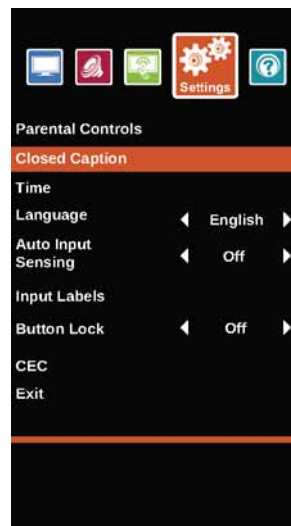 Settings
Parental Controls
Closed Caption
Time
Language English
Auto Input
Sensing Off
Input Labels
Button Lock Off
CEC
Exit